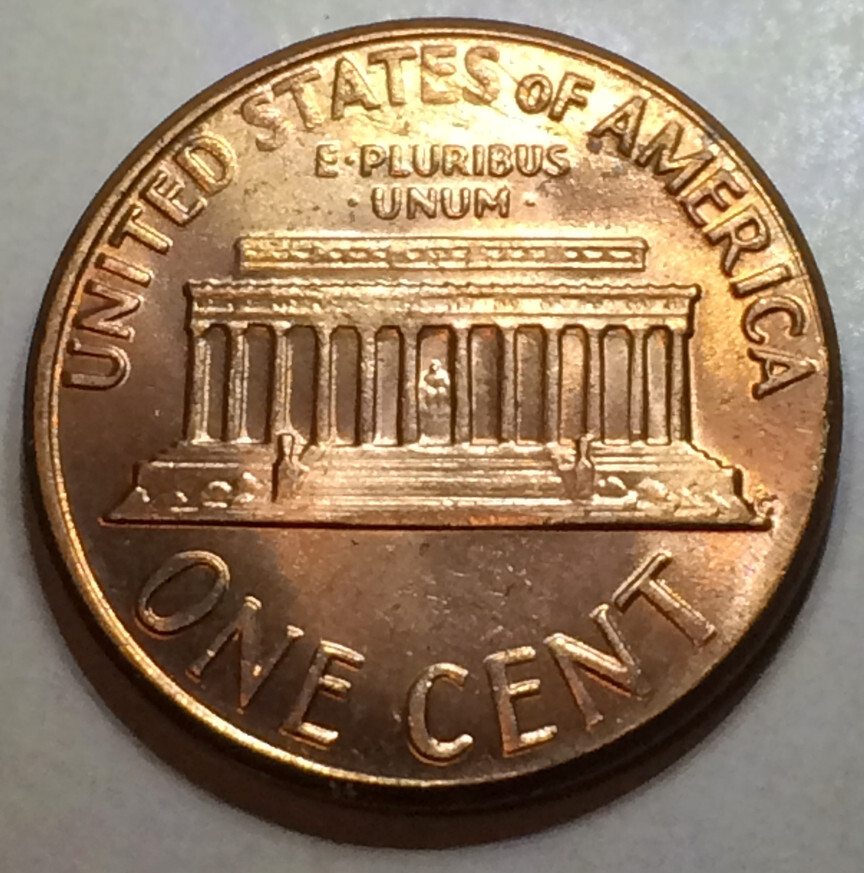 UNITED STATES OF AMERICA
E·PLURIBUS
·UNUM·
ONE CENT